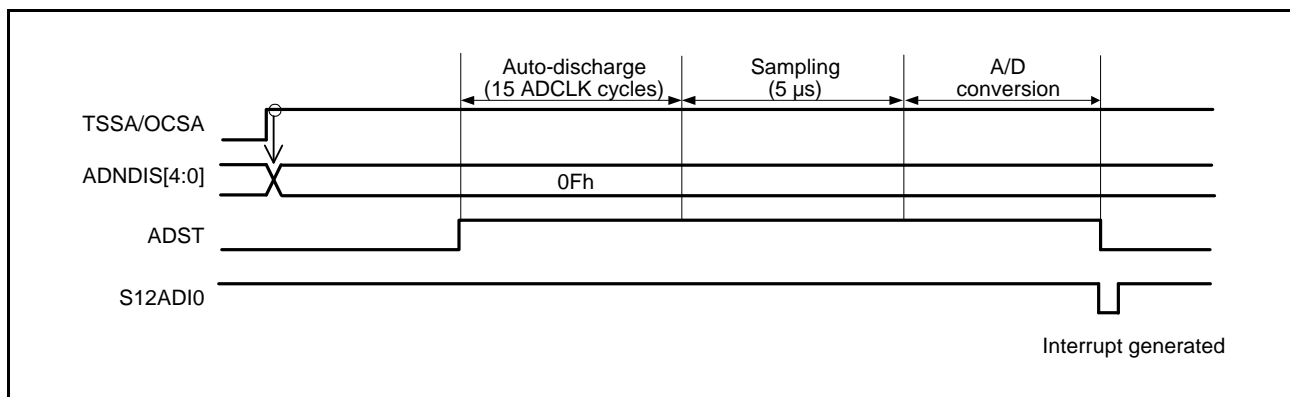 Auto-discharge
(15 ADCLK cycles)
Sampling
(5 µs)
A/D
conversion
TSSA/OCSA
ADNDIS[4:0]
0Fh
ADST
S12ADI0
Interrupt generated